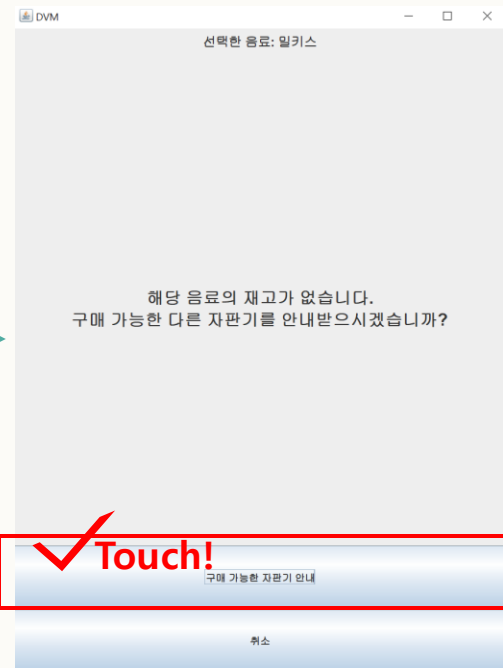 DVM
선택한 음료: 밀키스
해당 음료의 재고가 없습니다.
구매 가능한 다른 자판기를 안내받으시겠습니까?
Touch!
구매 가능한 자판기 안내
취소